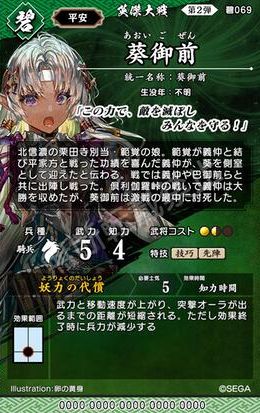 碧
平安
英傑大戦
第2弾
碧069
あおいごぜん
葵御前
統一名称：葵御前
生没年：不明
「この力で、敵を滅ぼし
みんなを守る！」
北信濃の栗田寺別当・範覚の娘。範覚が義仲と結
び平家方と戦った功績を喜んだ義仲が、葵を側室
として迎えたと伝わる。戦では義仲や巴御前らと
共に出陣し戦った。倶利伽羅峠の戦いで義仲は大
勝を収めたが、葵御前は激戦の最中に討死した。
兵種
武力
知力
武将コスト
騎兵
5
4
特技
技巧
先陣
ようりょくのだいしょう
妖力の代償
必要士気
5
効果時間
知力時間
効果範囲
武力と移動速度が上がり、突撃オーラが出
るまでの距離が短縮される。ただし効果終
了時に兵力が減少する
Illustration:卵の黄身
©SEGA
0000-0000-0000-0000-0000